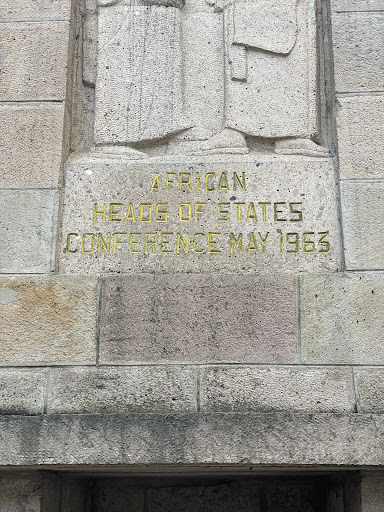 AFRICAN
HEADS OF STATES
CONFERENCE MAY 1963